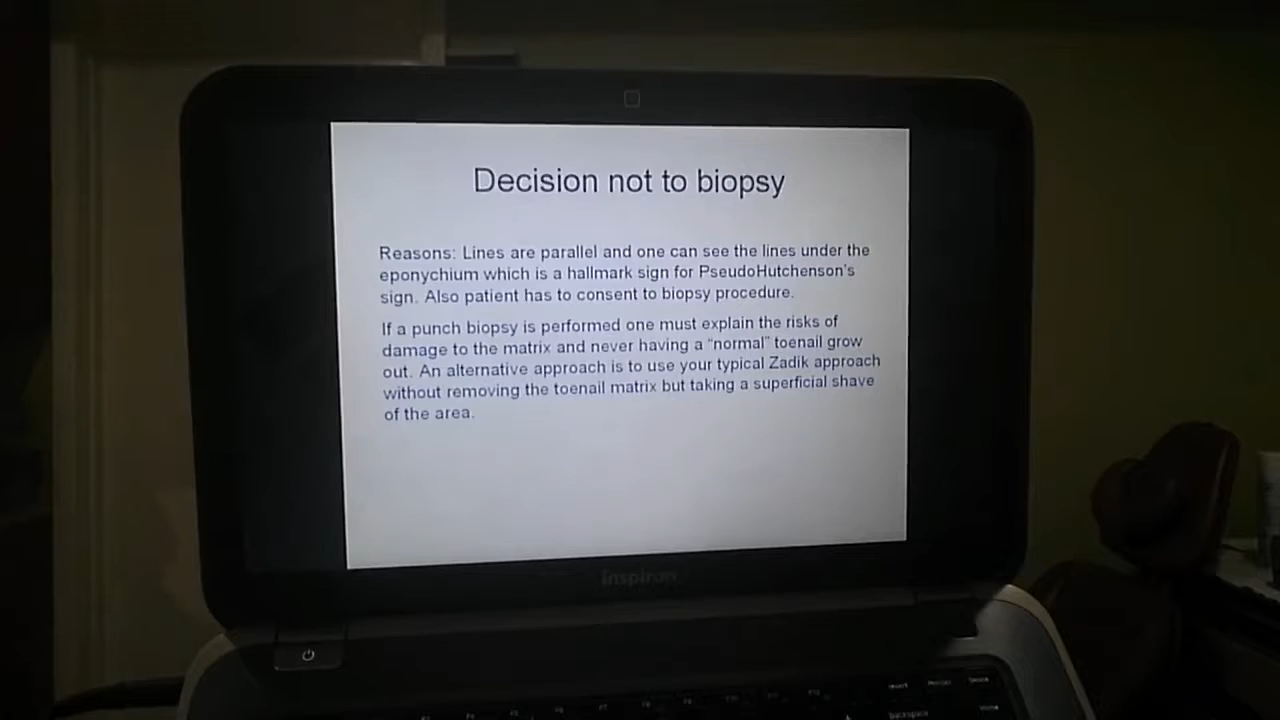 Decision not to biopsy
Reasons: Lines are parallel and one can see the lines under the
eponychium which is a hallmark sign for PseudoHutchenson's
sign. Also patient has to consent to biopsy procedure.
If a punch biopsy is performed one must explain the risks of
damage to the matrix and never having a "normal" toenail grow
out. An alternative approach is to use your typical Zadik approach
without removing the toenail matrix but taking a superficial shave
of the area.
inspiron
Insert
Delete
Backspace
Home